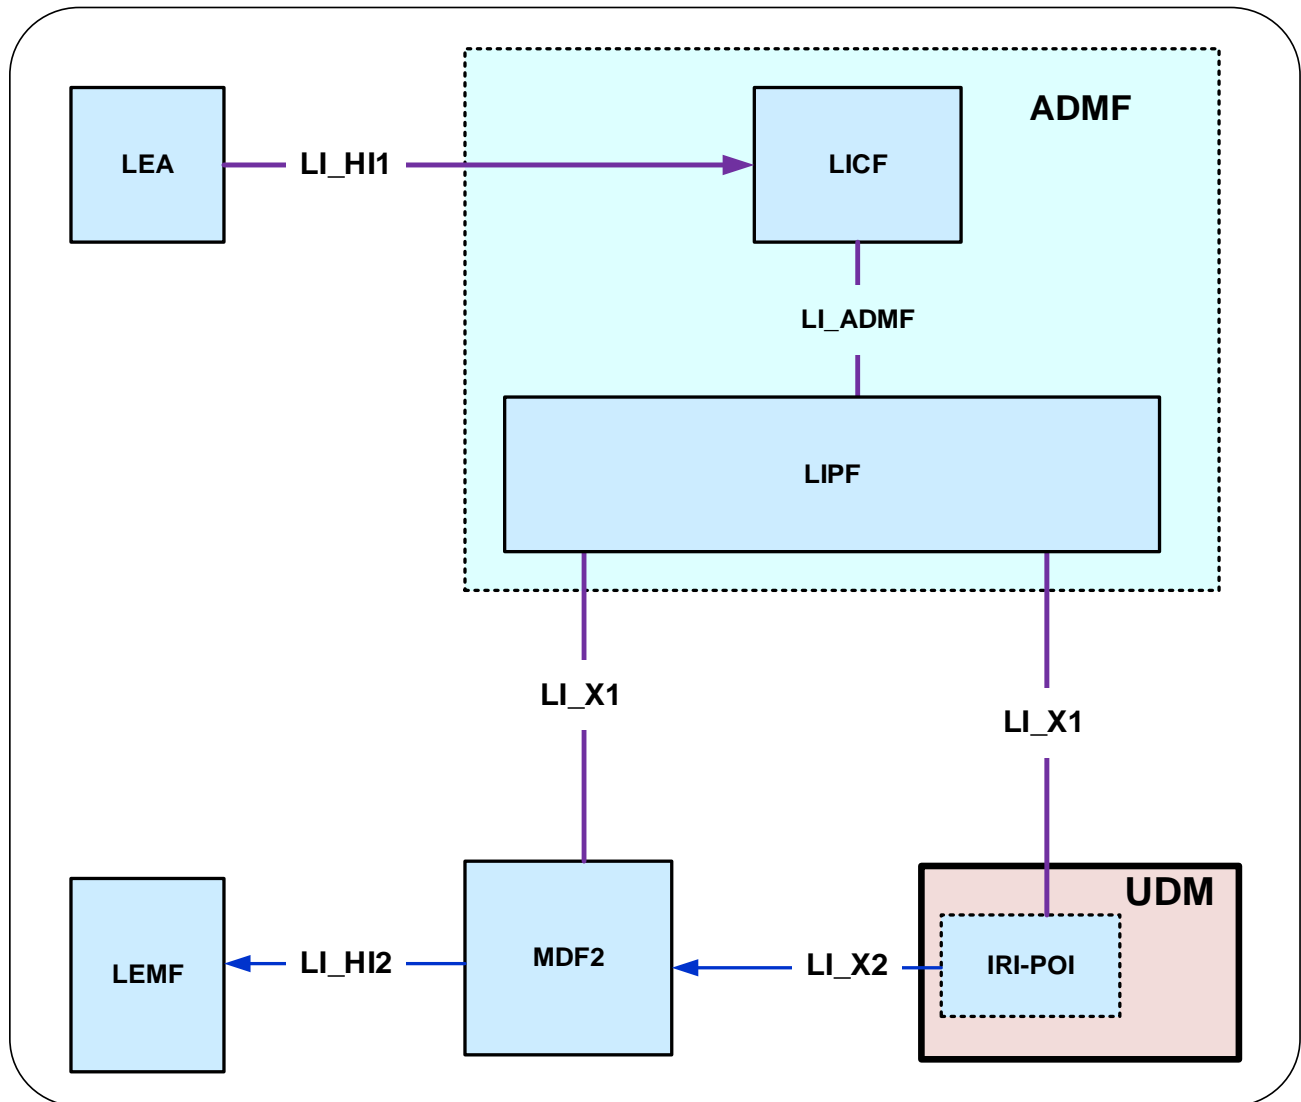 ADMF
LEA
LI_HI1
LICF
LI_ADMF
LIPF
LI_X1
LI_X1
UDM
LEMF
LI_HI2
MDF2
LI_X2
IRI-POI